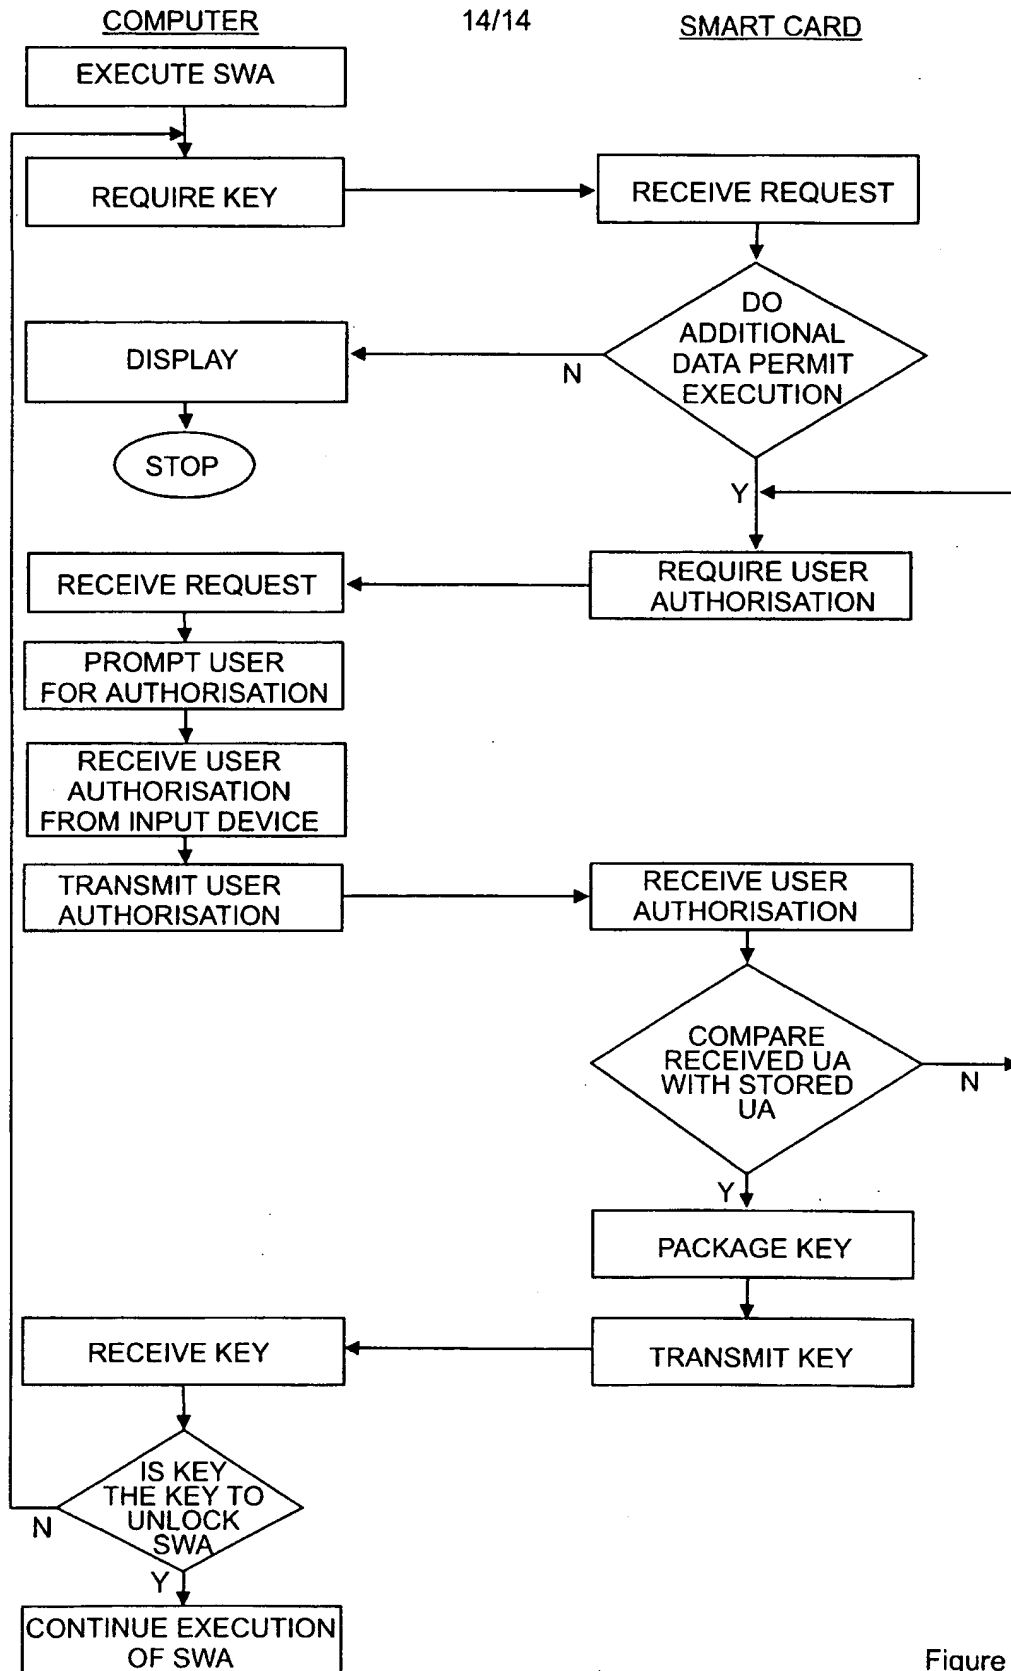 COMPUTER
14/14
SMART CARD
EXECUTE SWA
REQUIRE KEY
RECEIVE REQUEST
DO
ADDITIONAL
DATA PERMIT
EXECUTION
N
DISPLAY
STOP
Y
REQUIRE USER
AUTHORISATION
RECEIVE REQUEST
PROMPT USER
FOR AUTHORISATION
RECEIVE USER
AUTHORISATION
FROM INPUT DEVICE
TRANSMIT USER
AUTHORISATION
RECEIVE USER
AUTHORISATION
COMPARE
RECEIVED UA
WITH STORED
UA
N
Y
PACKAGE KEY
TRANSMIT KEY
RECEIVE KEY
IS KEY
THE KEY TO
UNLOCK
SWA
N
Y
CONTINUE EXECUTION
OF SWA
Figure